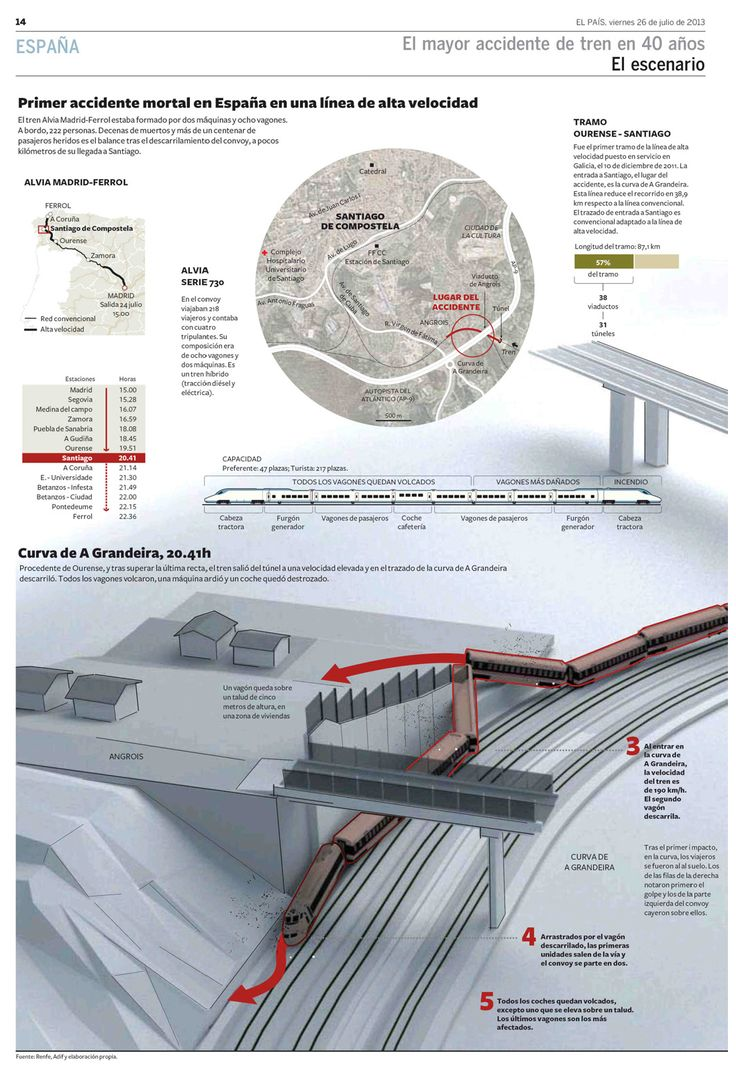 14
EL PAÍS. viernes 26 de julio de 2013
ESPAÑA
El mayor accidente de tren en 40 años
El escenario
Primer accidente mortal en España en una línea de alta velocidad
El tren Alvia Madrid-Ferrol estaba formado por dos máquinas y ocho vagones.
A bordo, 222 personas. Decenas de muertos y más de un centenar de
pasajeros heridos es el balance tras el descarrilamiento del convoy, a pocos
kilómetros de su llegada a Santiago.
ALVIA MADRID-FERROL
FERROL
A Coruña
Santiago de Compostela
Ourense
Zamora
MADRID
Salida 24 julio
15.00
Red convencional
Alta velocidad
Estaciones Horas
Madrid 15.00
Segovia 15.28
Medina del campo 16.07
Zamora 16.59
Puebla de Sanabria 18.08
A Gudiña 18.45
Ourense 19.51
Santiago 20.41
A Coruña 21.14
E.- Universidade 21.30
Betanzos - Infesta 21.49
Betanzos - Ciudad 22.00
Pontedeume 22.15
Ferrol 22.36
ALVIA
SERIE 730
En el convoy
viajaban 218
viajeros y contaba
con cuatro
tripulantes. Su
composición era
de ocho vagones y
dos máquinas. Es
un tren híbrido
(tracción diésel y
eléctrica).
Catedral
Av. de Juan Carlos I
SANTIAGO
DE COMPOSTELA
CIUDAD DE
LA CULTURA
Av. de Lugo
Complejo
Hospitalario
Universitario
de Santiago
FF CC
Estación de Santiago
AP-9
Viaducto
de Angrois
Av. Antonio Fraguas
Av. de Santiago
de Cuba
LUGAR DEL
ACCIDENTE
Túnel
ANGROIS
R. Virxen de Fátima
Tren
Curva de
A Grandeira
AUTOPISTA DEL
ATLÁNTICO (AP-9)
500 m
TRAMO
OURENSE - SANTIAGO
Fue el primer tramo de la línea de alta
velocidad puesto en servicio en
Galicia, el 10 de diciembre de 2011. La
entrada a Santiago, el lugar del
accidente, es la curva de A Grandeira.
Esta línea reduce el recorrido en 38,9
km respecto a la línea convencional.
El trazado de entrada a Santiago es
convencional adaptado a la línea de
alta velocidad.
Longitud del tramo: 87,1 km
57%
del tramo
38
viaductos
31
túneles
CAPACIDAD
Preferente: 47 plazas; Turista: 217 plazas.
TODOS LOS VAGONES QUEDAN VOLCADOS
VAGONES MÁS DAÑADOS
INCENDIO
Cabeza
tractora
Furgón
generador
Vagones de pasajeros
Coche
cafetería
Vagones de pasajeros
Furgón
generador
Cabeza
tractora
Curva de A Grandeira, 20.41h
Procedente de Ourense, y tras superar la última recta, el tren salió del túnel a una velocidad elevada y en el trazado de la curva de A Grandeira
descarriló. Todos los vagones volcaron, una máquina ardió y un coche quedó destrozado.
Un vagón queda sobre
un talud de cinco
metros de altura, en
una zona de viviendas
ANGROIS
3 Al entrar en
la curva de
A Grandeira,
la velocidad
del tren es
de 190 km/h.
El segundo
vagón
descarrila.
CURVA DE
A GRANDEIRA
Tras el primer impacto,
en la curva, los viajeros
se fueron al al suelo. Los
de las filas de la derecha
notaron primero el
golpe y los de la parte
izquierda del convoy
cayeron sobre ellos.
4 Arrastrados por el vagón
descarrilado, las primeras
unidades salen de la vía y
el convoy se parte en dos.
5 Todos los coches quedan volcados,
excepto uno que se eleva sobre un talud.
Los últimos vagones son los más
afectados.
Fuente: Renfe, Adif y elaboración propia.